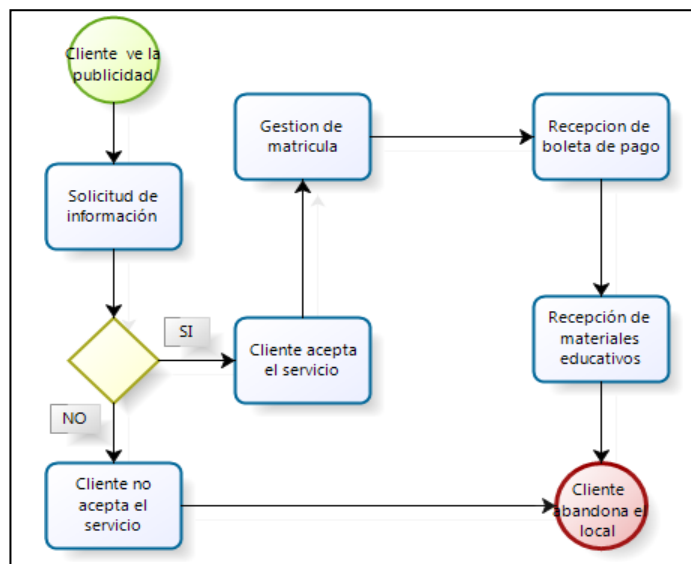 Cliente ve la
publicidad
Solicitud de
información
SI
NO
Cliente acepta
el servicio
Gestion de
matricula
Recepcion de
boleta de pago
Recepción de
materiales
educativos
Cliente no
acepta el
servicio
Cliente
abandona el
local